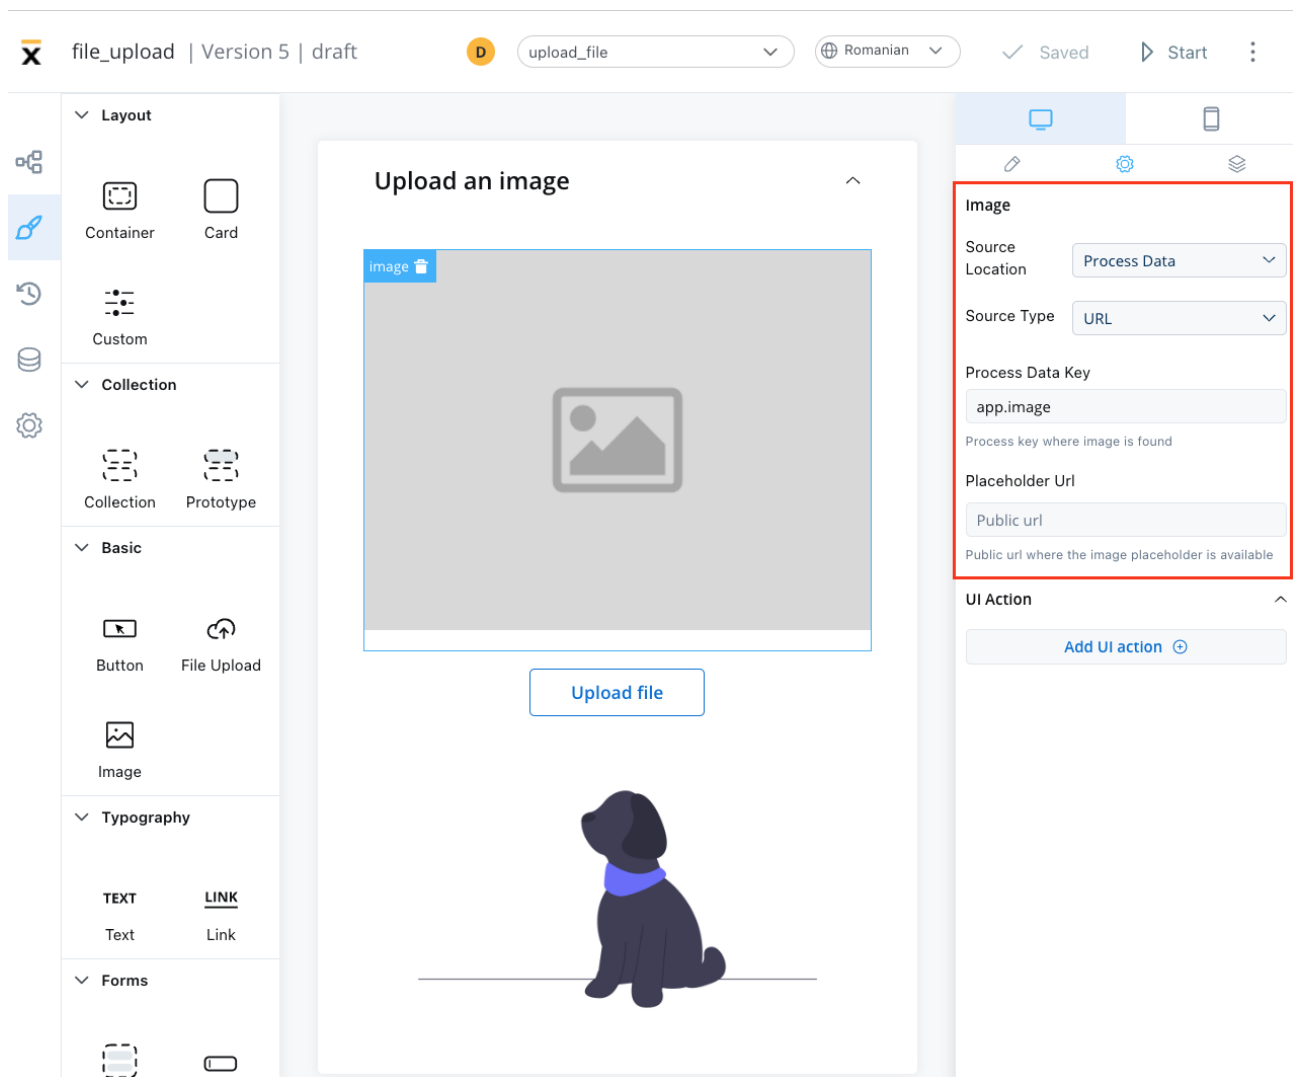 file_upload | Version 5 | draft
D
upload_file
Romanian
Saved
Start
Layout
Container
Card
Custom
Collection
Collection
Prototype
Basic
Button
File Upload
Image
Typography
TEXT
LINK
Text
Link
Forms
Upload an image
image
Upload file
Image
Source Location
Process Data
Source Type
URL
Process Data Key
app.image
Process key where image is found
Placeholder Url
Public url
Public url where the image placeholder is available
UI Action
Add UI action